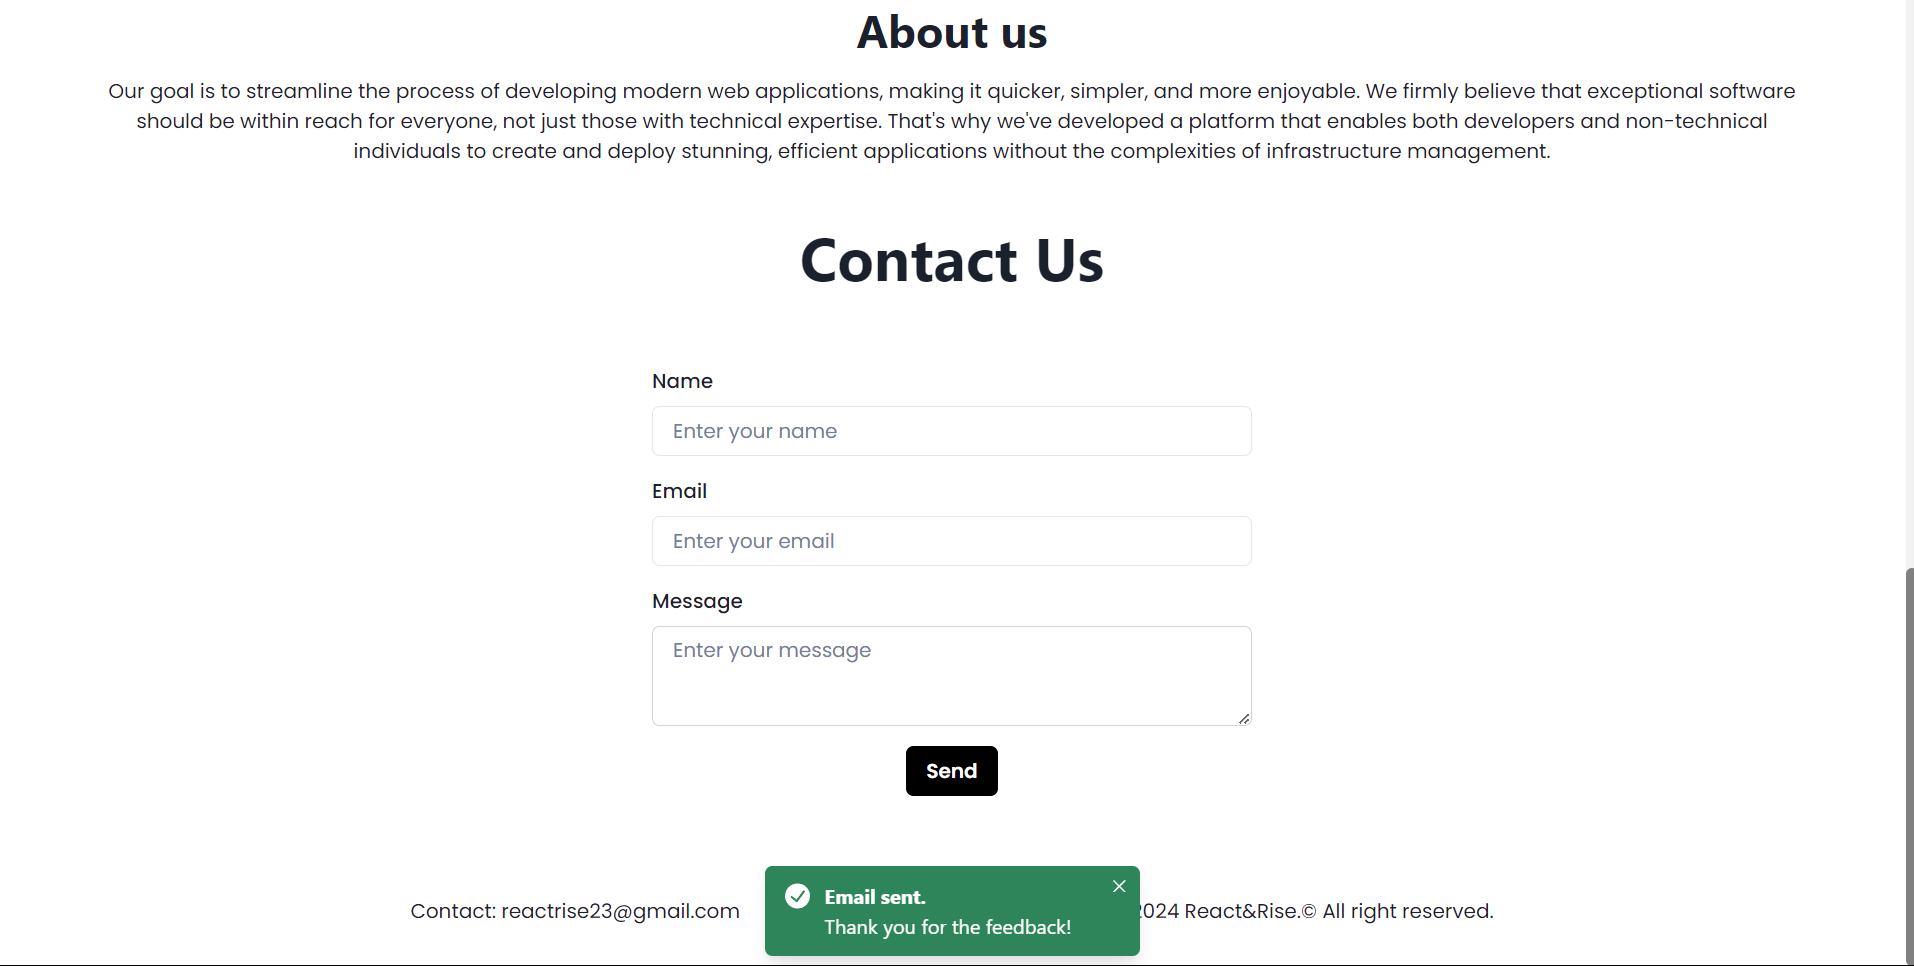 About us
Our goal is to streamline the process of developing modern web applications, making it quicker, simpler, and more enjoyable. We firmly believe that exceptional software
should be within reach for everyone, not just those with technical expertise. That's why we've developed a platform that enables both developers and non-technical
individuals to create and deploy stunning, efficient applications without the complexities of infrastructure management.
Contact Us
Name
Enter your name
Email
Enter your email
Message
Enter your message
Send
Email sent.
Thank you for the feedback!
Contact: reactrise23@gmail.com
2024 React&Rise.© All right reserved.